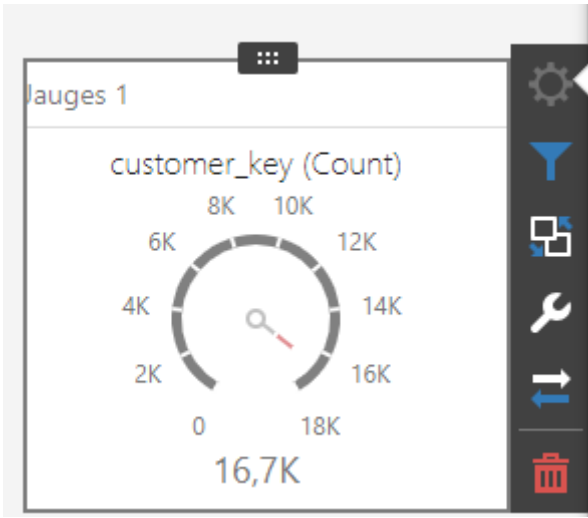 Jauges 1
customer_key (Count)
8K 10K
6K 12K
4K 14K
2K 16K
0 18K
16,7K